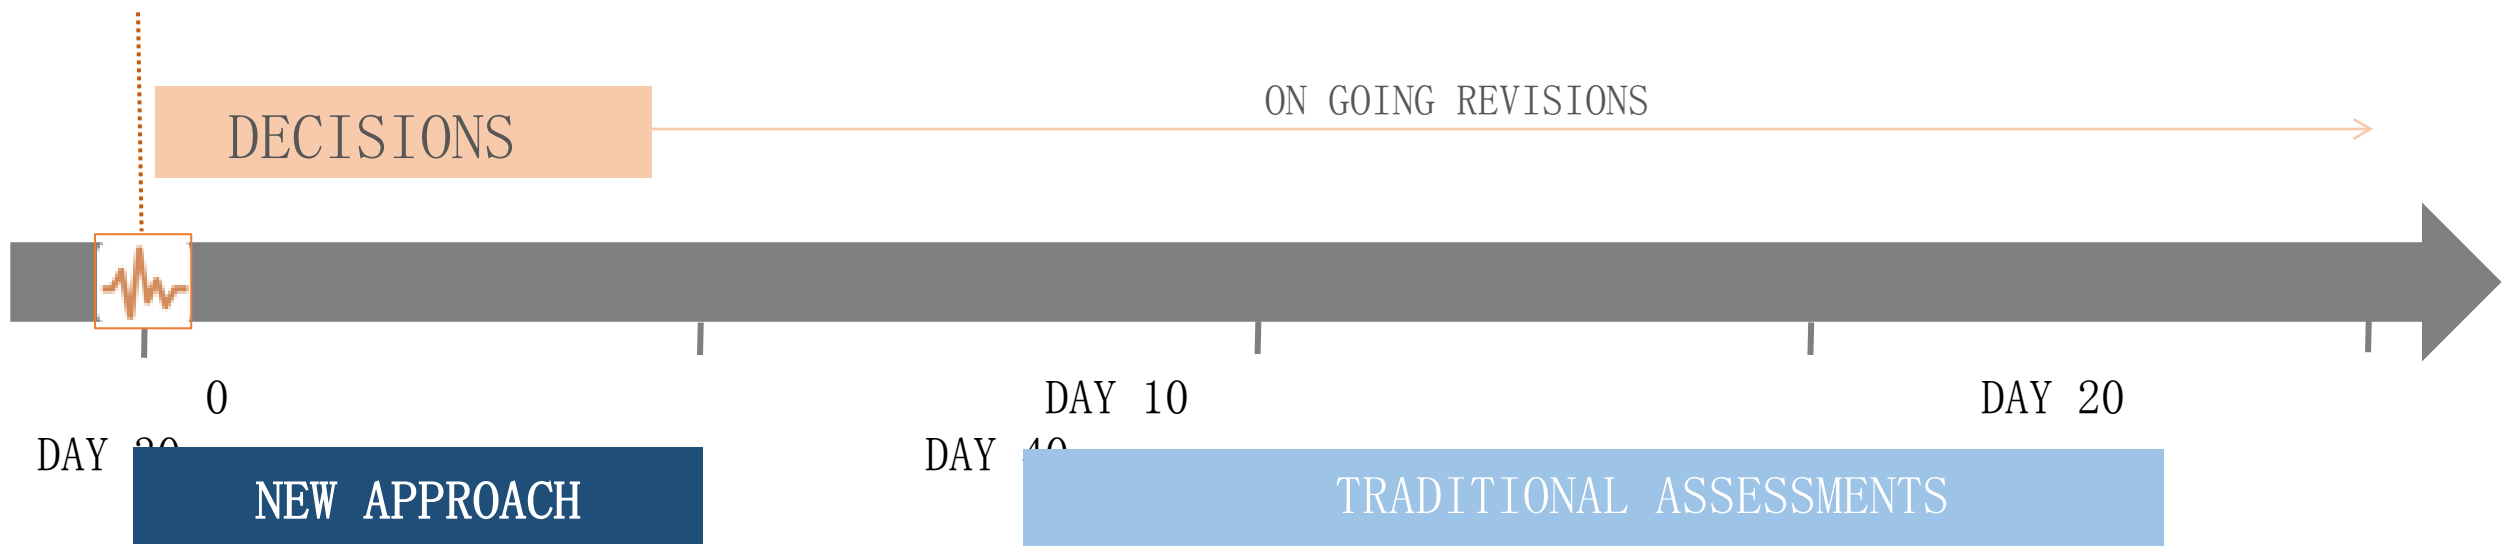 ON GOING REVISIONS
DECISIONS
0 DAY 10 DAY 20
DAY DAY
NEW APPROACH
TRADITIONAL ASSESSMENTS